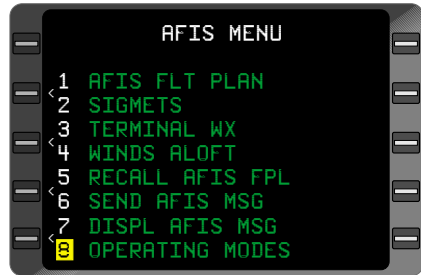 AFIS MENU
1 AFIS FLT PLAN
2 SIGMETS
3 TERMINAL WX
4 WINDS ALOFT
5 RECALL AFIS FPL
6 SEND AFIS MSG
7 DISPL AFIS MSG
8 OPERATING MODES